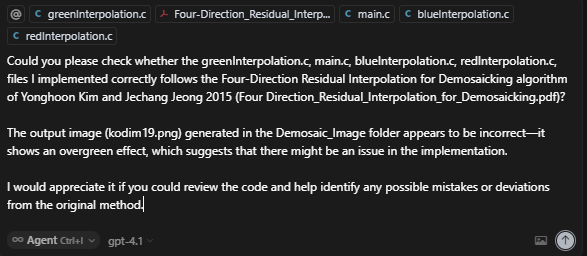 @ C greenInterpolation.c Four-Direction_Residual_Interp... C main.c C blueInterpolation.c
C redInterpolation.c
Could you please check whether the greenInterpolation.c, main.c, blueInterpolation.c, redInterpolation.c,
files I implemented correctly follows the Four-Direction Residual Interpolation for Demosaicking algorithm
of Yonghoon Kim and Jechang Jeong 2015 (Four Direction_Residual_Interpolation_for_Demosaicking.pdf)?
The output image (kodim19.png) generated in the Demosaic_Image folder appears to be incorrect—it
shows an overgreen effect, which suggests that there might be an issue in the implementation.
I would appreciate it if you could review the code and help identify any possible mistakes or deviations
from the original method.
∞ Agent Ctrl+I gpt-4.1